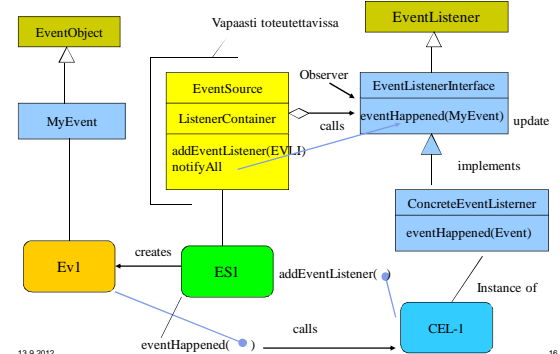 Vapaasti toteutettavissa
EventListener
EventObject
Observer
EventSource
ListenerContainer
addEventListener(EVLI)
notifyAll
calls
EventListenerInterface
eventHappened(MyEvent)
update
MyEvent
implements
ConcreteEventListerner
eventHappened(Event)
Ev1
creates
ES1
addEventListener( )
Instance of
CEL-1
eventHappened( )
calls
13.9.2012
16